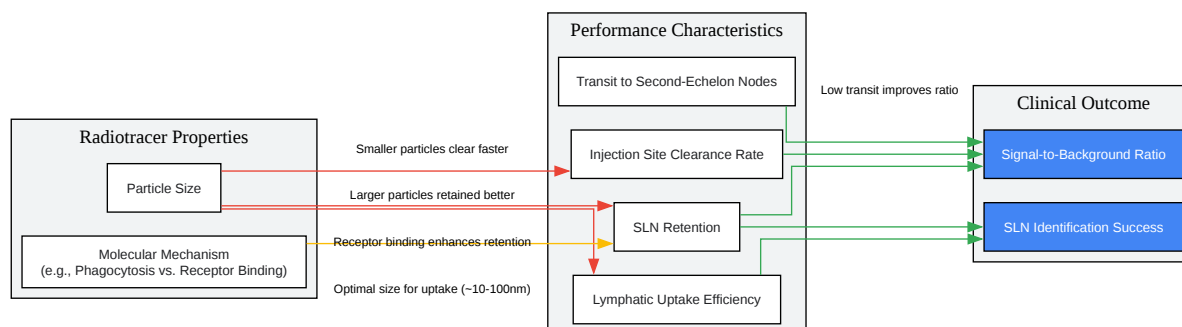 Radiotracer Properties
Particle Size
Molecular Mechanism
(e.g., Phagocytosis vs. Receptor Binding)
Smaller particles clear faster
Larger particles retained better
Receptor binding enhances retention
Optimal size for uptake (~10-100nm)
Performance Characteristics
Transit to Second-Echelon Nodes
Injection Site Clearance Rate
SLN Retention
Lymphatic Uptake Efficiency
Low transit improves ratio
Clinical Outcome
Signal-to-Background Ratio
SLN Identification Success